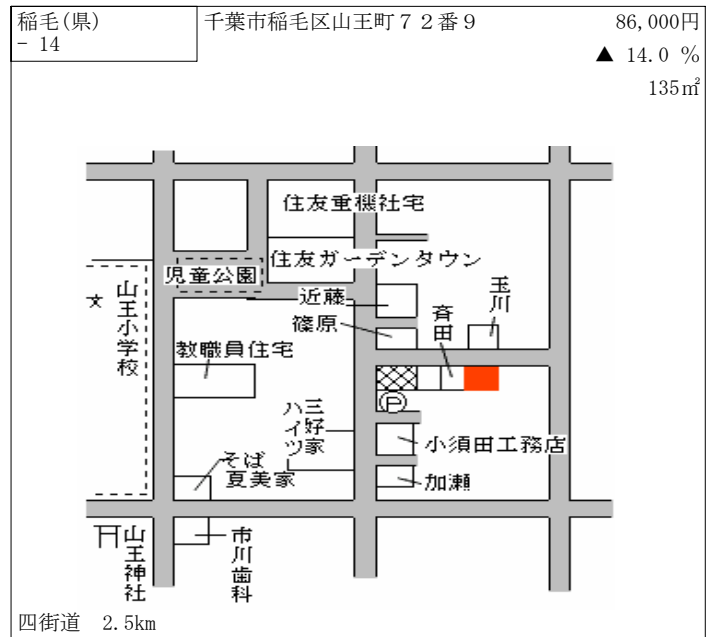 稲毛(県)
- 14
千葉市稲毛区山王町７２番９
86,000円
▲ 14.0 %
135㎡
住友重機社宅
住友ガーデンタウン
児童公園
近藤
篠原
玉川
斉田
文
山王小学校
教職員住宅
Ⓟ
三好家
ハイツ
小須田工務店
加瀬
そば
夏美家
山王神社
市川歯科
四街道 2.5km